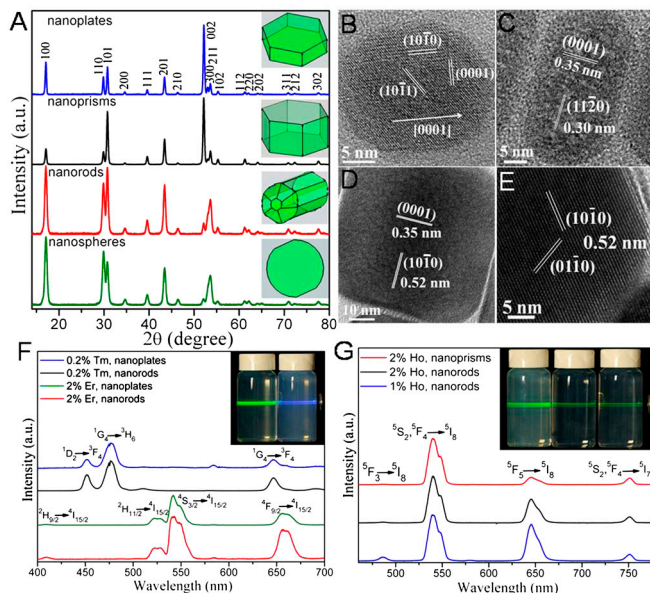 A
nanoplates
100
110
101
200
111
201
210
002
300
211
102
112
220
202
311
212
302
nanoprisms
nanorods
nanospheres
Intensity (a.u.)
20 30 40 50 60 70 80
2θ (degree)
B
(101̅0)
(0001)
(101̅1)
[0001]
5 nm
C
(0001)
0.35 nm
(112̅0)
0.30 nm
5 nm
D
(0001)
0.35 nm
(101̅0)
0.52 nm
10 nm
E
(101̅0)
0.52 nm
(011̅0)
5 nm
F
0.2% Tm, nanoplates
0.2% Tm, nanorods
2% Er, nanoplates
2% Er, nanorods
¹G₄→³H₆
¹D₂→³F₄
¹G₄→³F₄
²H₉/₂→⁴I₁₅/₂
²H₁₁/₂→⁴I₁₅/₂
⁴S₃/₂→⁴I₁₅/₂
⁴F₉/₂→⁴I₁₅/₂
Intensity (a.u.)
400 450 500 550 600 650 700
Wavelength (nm)
G
2% Ho, nanoprisms
2% Ho, nanorods
1% Ho, nanorods
⁵S₂,⁵F₄→⁵I₈
⁵F₃→⁵I₈
⁵F₅→⁵I₈
⁵S₂,⁵F₄→⁵I₇
Intensity (a.u.)
500 550 600 650 700 750
Wavelength (nm)